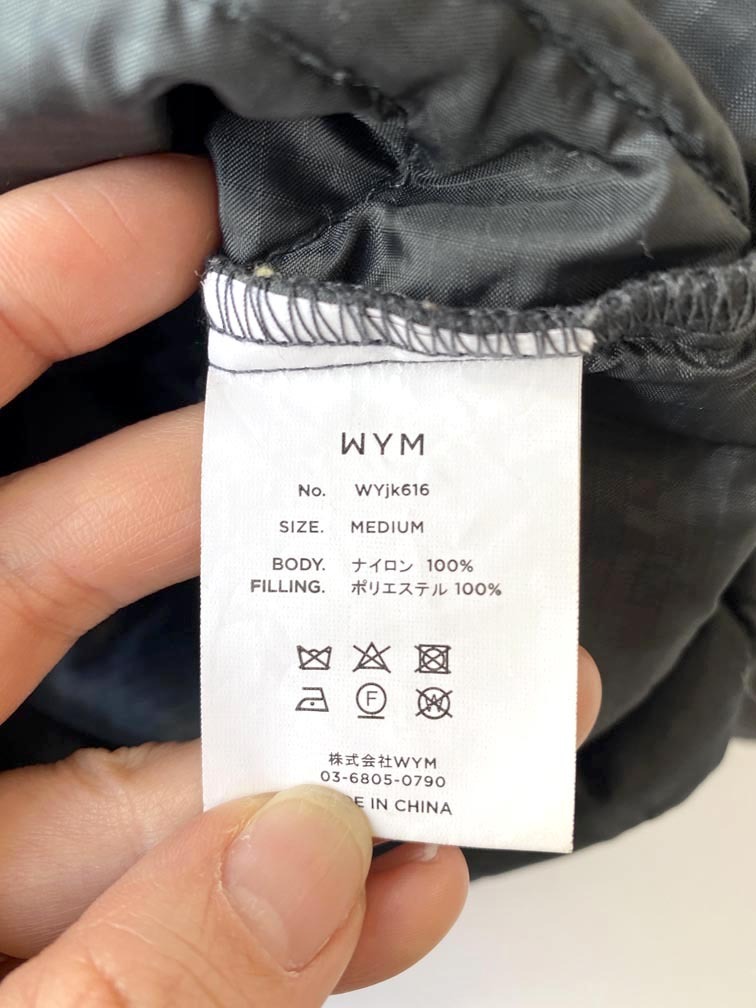 WYM
No. WYjk616
SIZE. MEDIUM
BODY. ナイロン 100%
FILLING. ポリエステル 100%
F
W
株式会社WYM
03-6805-0790
IN CHINA